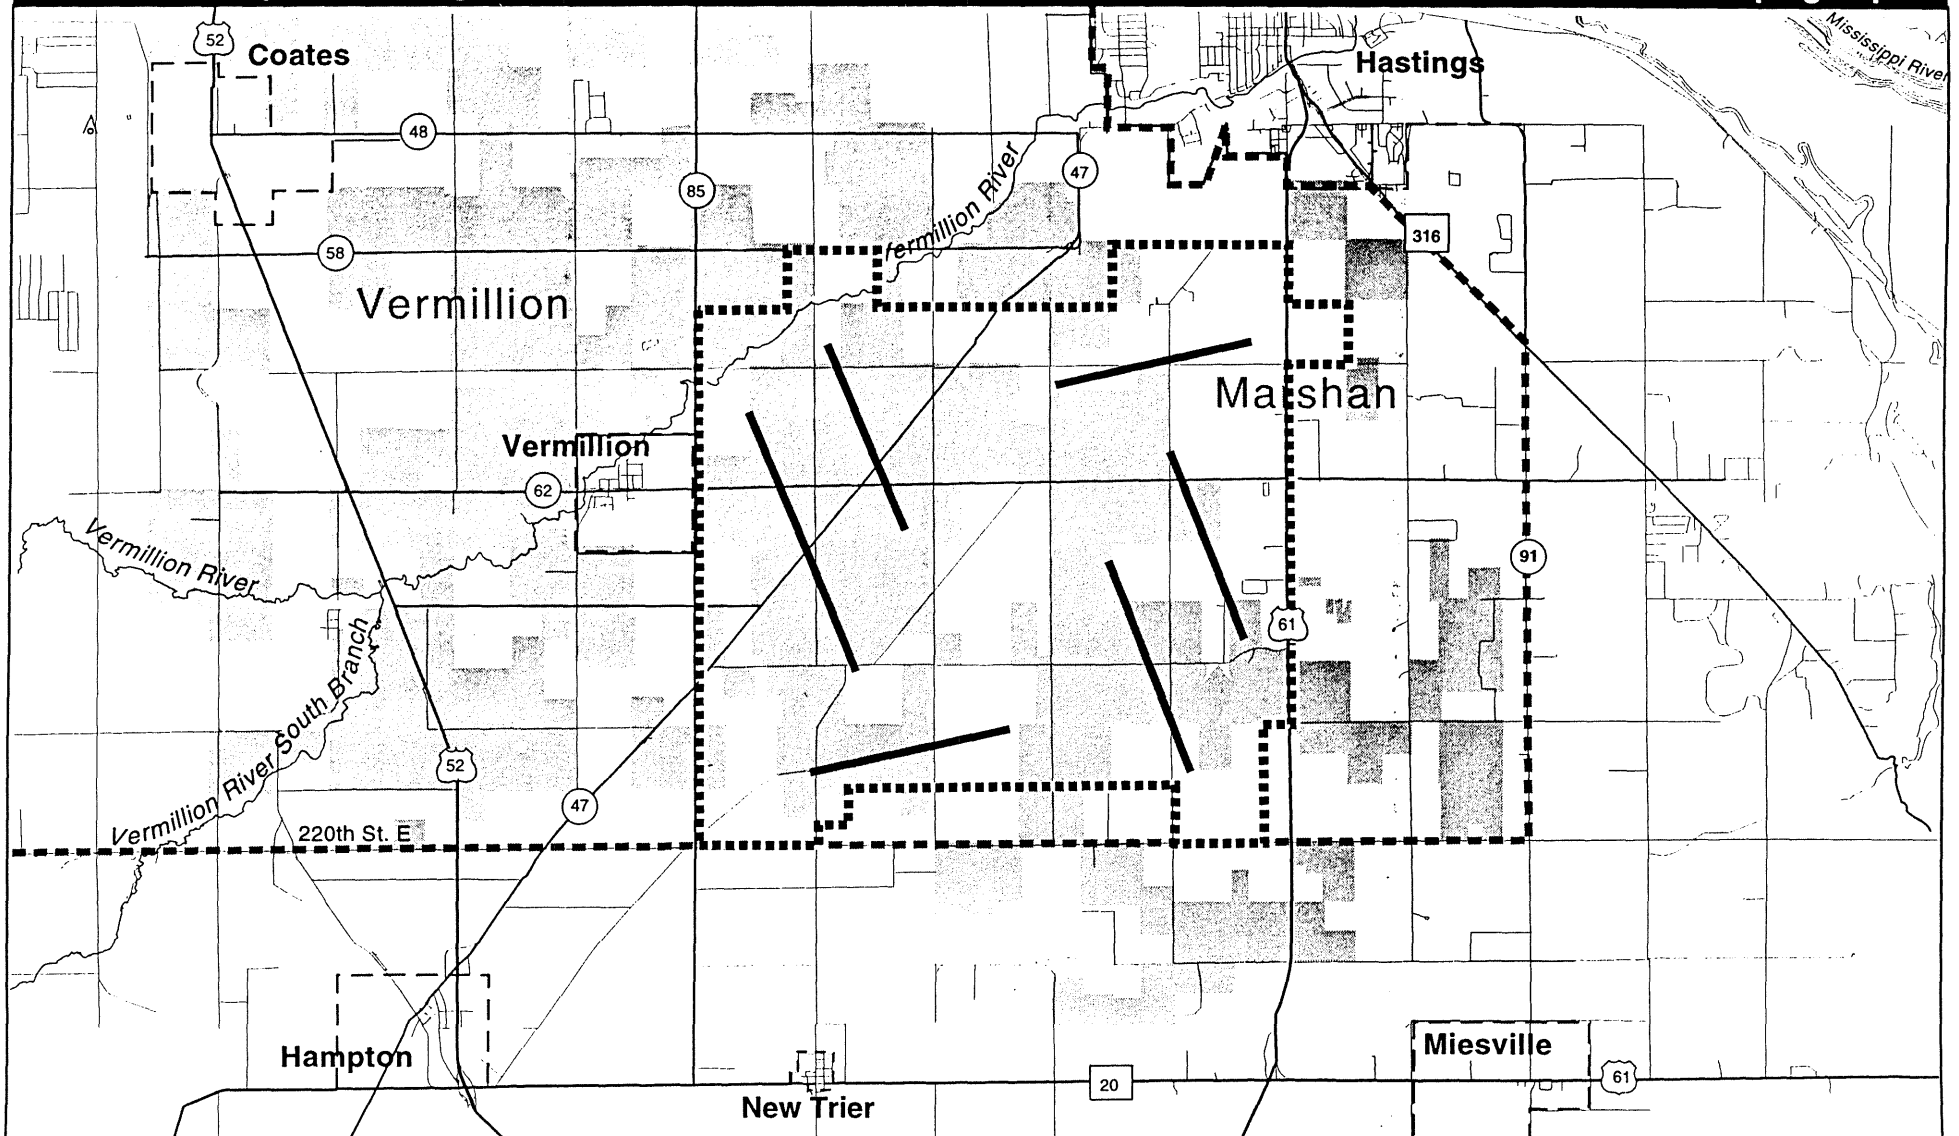 52
Coates
Hastings
Mississippi River
48
47
85
Vermillion River
316
58
Vermillion
Marshan
Vermillion
62
Vermillion River
91
61
Vermillion River South Branch
52
47
220th St. E
Hampton
Miesville
20
61
New Trier